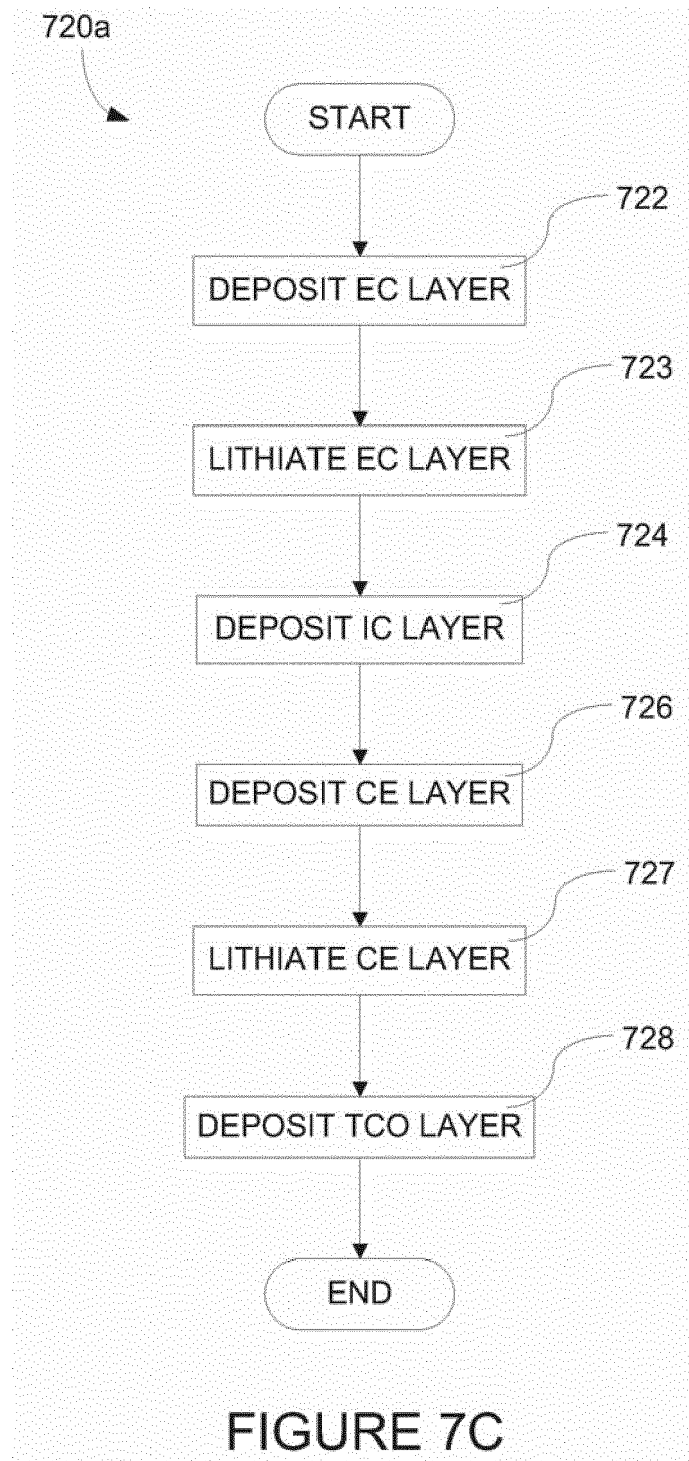 720a
START
722
DEPOSIT EC LAYER
723
LITHIATE EC LAYER
724
DEPOSIT IC LAYER
726
DEPOSIT CE LAYER
727
LITHIATE CE LAYER
728
DEPOSIT TCO LAYER
END
FIGURE 7C